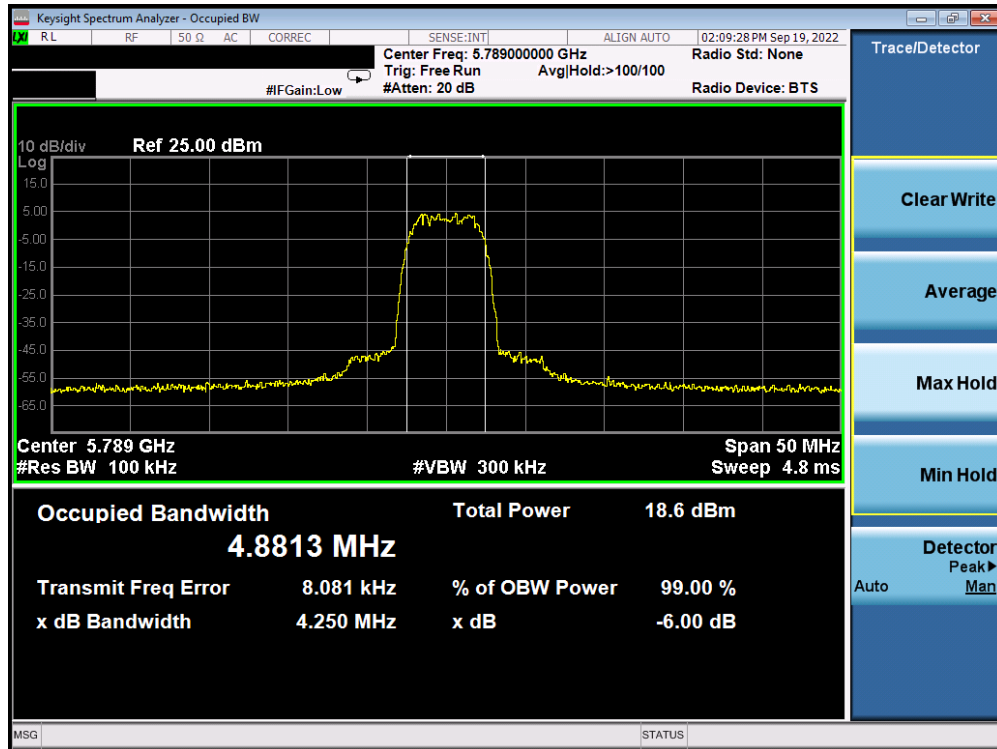 Keysight Spectrum Analyzer - Occupied BW
LXI RL RF 50 Ω AC CORREC SENSE:INT ALIGN AUTO 02:09:28 PM Sep 19, 2022
Center Freq: 5.789000000 GHz Radio Std: None
Trig: Free Run Avg|Hold:>100/100
#IFGain:Low #Atten: 20 dB Radio Device: BTS
10 dB/div Ref 25.00 dBm
Log
15.0
5.00
-5.00
-15.0
-25.0
-35.0
-45.0
-55.0
-65.0
Center 5.789 GHz Span 50 MHz
#Res BW 100 kHz #VBW 300 kHz Sweep 4.8 ms
Occupied Bandwidth Total Power 18.6 dBm
4.8813 MHz
Transmit Freq Error 8.081 kHz % of OBW Power 99.00 %
x dB Bandwidth 4.250 MHz x dB -6.00 dB
MSG STATUS
Trace/Detector
Clear Write
Average
Max Hold
Min Hold
Detector
Peak▶
Auto Man